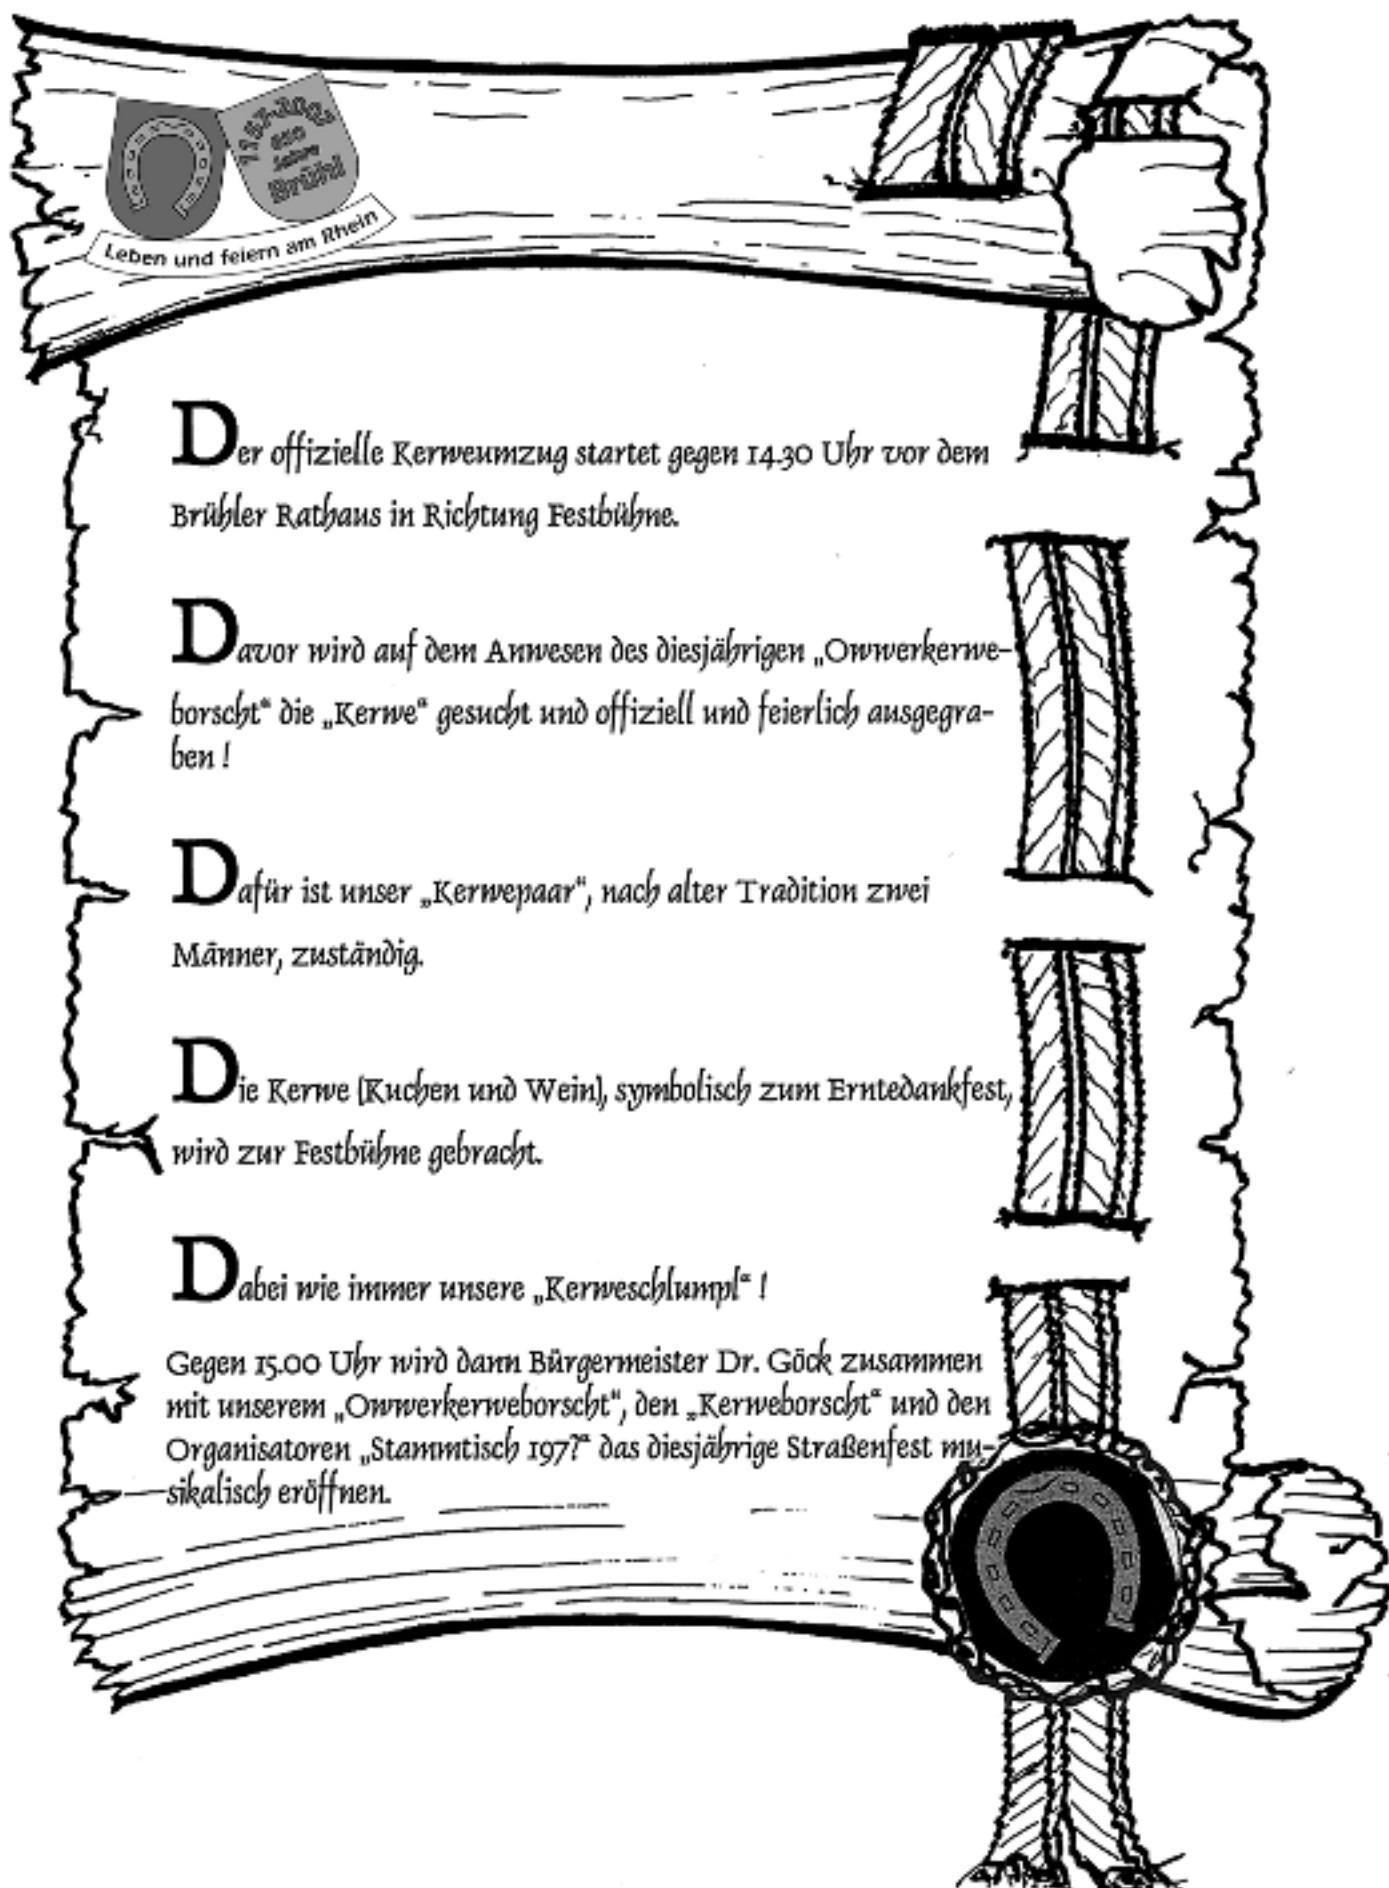 1157-2007
850
Jahre
Brühl
Leben und feiern am Rhein
Der offizielle Kerweumzug startet gegen 14.30 Uhr vor dem
Brühler Rathaus in Richtung Festbühne.
Davor wird auf dem Anwesen des diesjährigen „Owwerkerwe-
borscht“ die „Kerwe“ gesucht und offiziell und feierlich ausgegra-
ben !
Dafür ist unser „Kerwepaar“, nach alter Tradition zwei
Männer, zuständig.
Die Kerwe (Kuchen und Wein), symbolisch zum Erntedankfest,
wird zur Festbühne gebracht.
Dabei wie immer unsere „Kerweschlumpl“ !
Gegen 15.00 Uhr wird dann Bürgermeister Dr. Göck zusammen
mit unserem „Owwerkerweborscht“, den „Kerweborscht“ und den
Organisatoren „Stammtisch 197?“ das diesjährige Straßenfest mu-
sikalisch eröffnen.